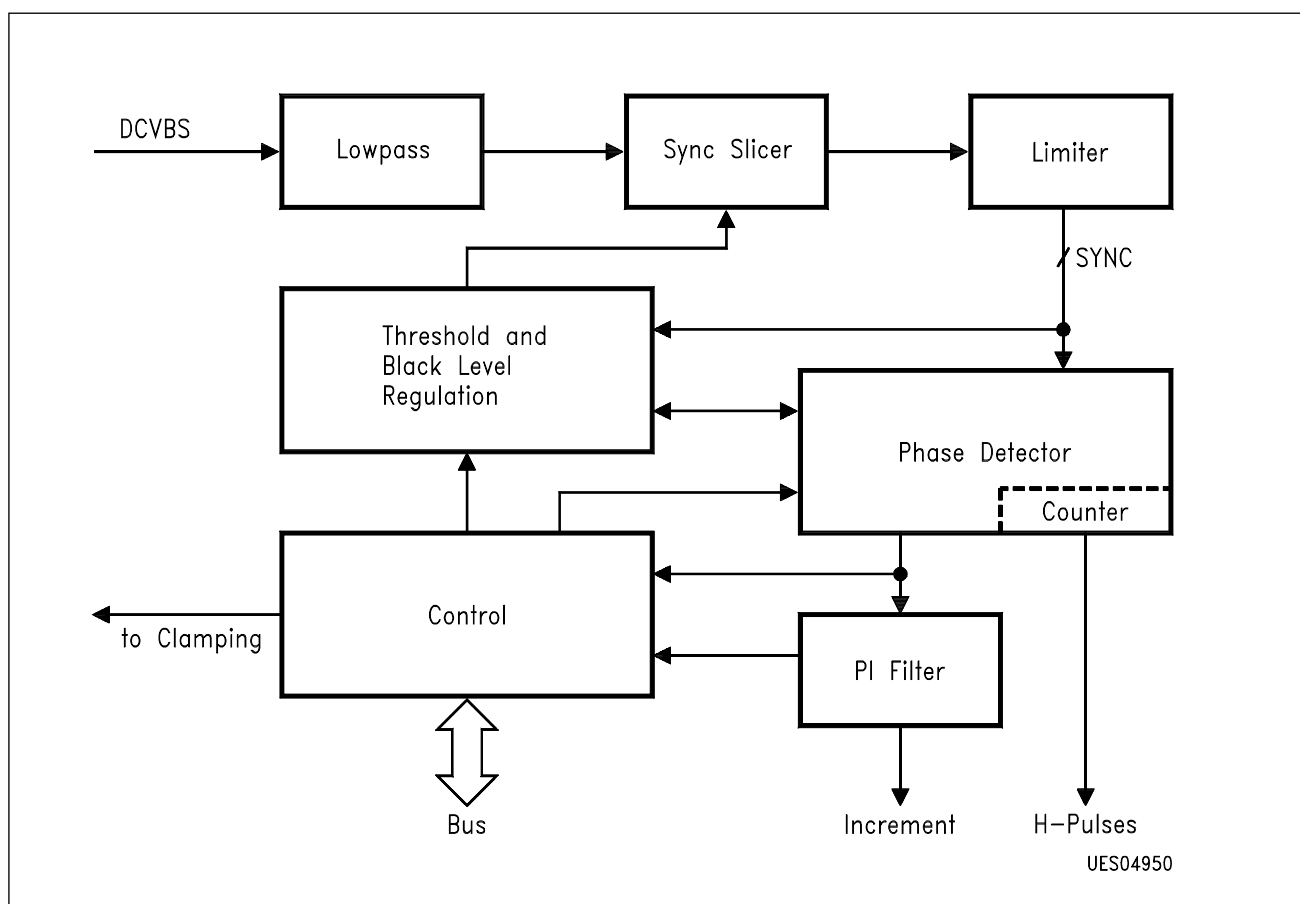 DCVBS
Lowpass
Sync Slicer
Limiter
SYNC
Threshold and
Black Level
Regulation
Phase Detector
Counter
Control
to Clamping
PI Filter
Bus
Increment
H-Pulses
UES04950